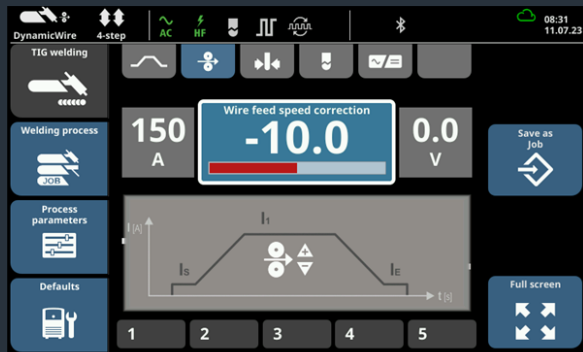 DynamicWire
4-step
AC
HF
08:31
11.07.23
TIG welding
Welding process
JOB
Process
parameters
Defaults
150
A
Wire feed speed correction
-10.0
0.0
V
Save as
Job
I [A]
I1
IS
IE
t [s]
Full screen
1
2
3
4
5